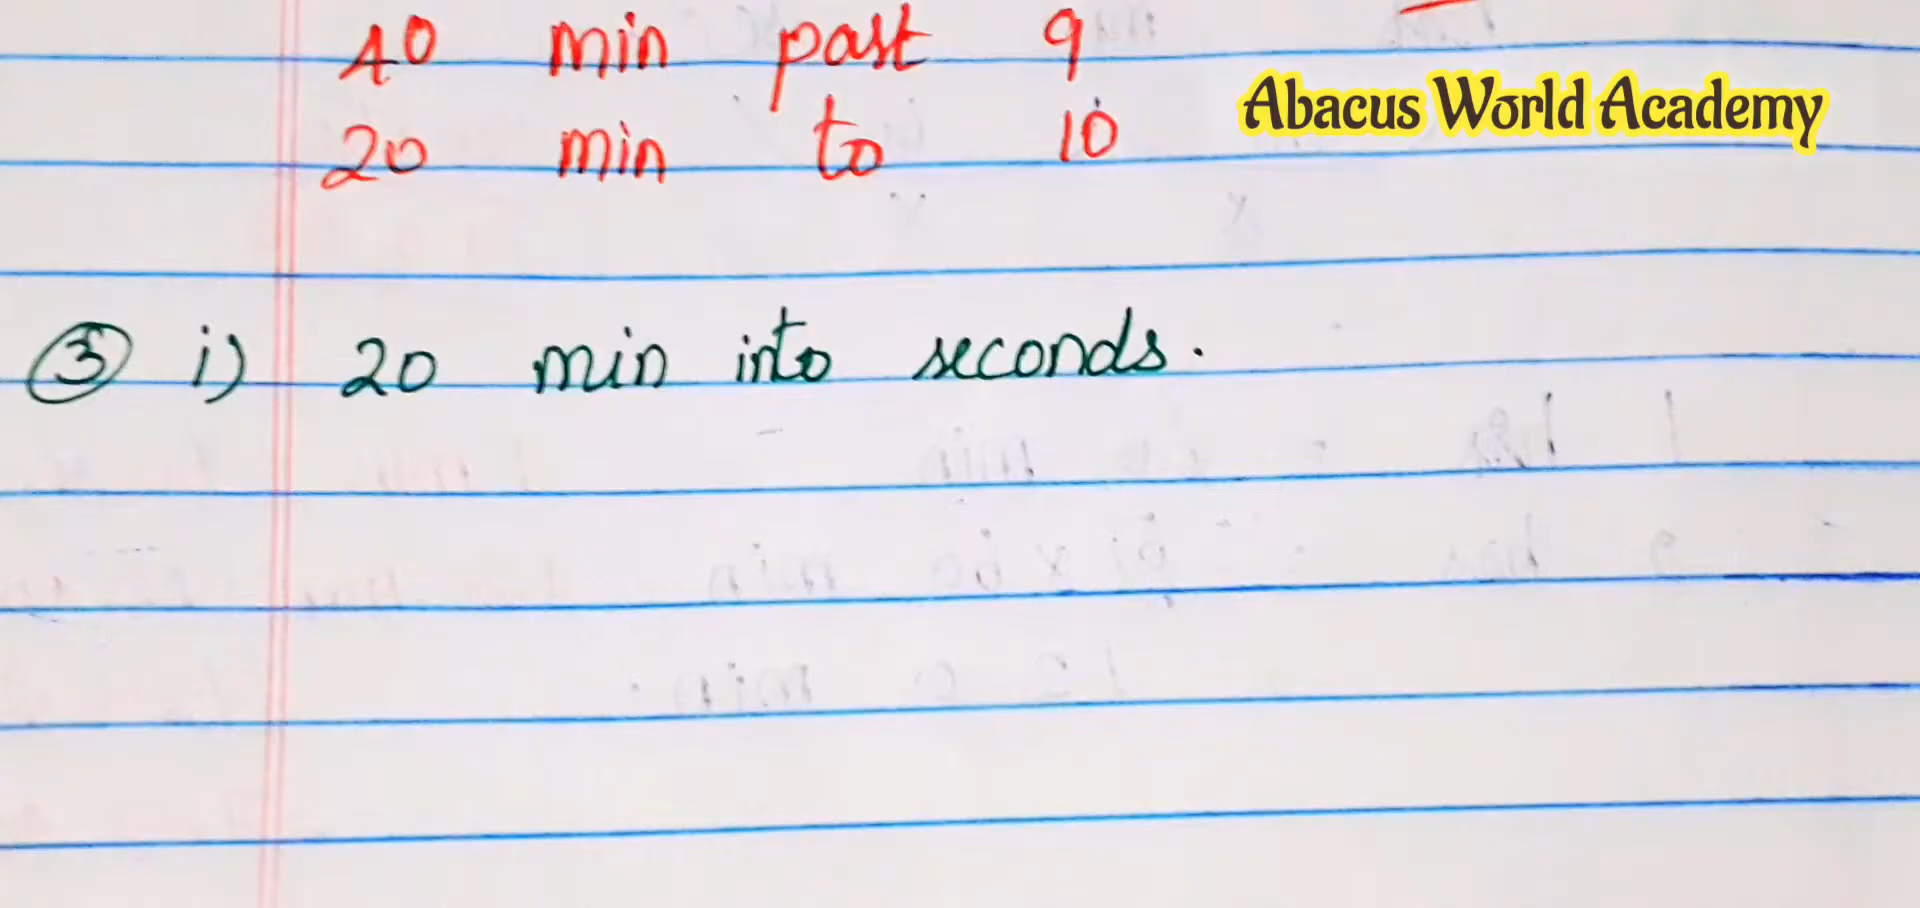 40 min past 9
Abacus World Academy
20 min to 10
3 i) 20 min into seconds.